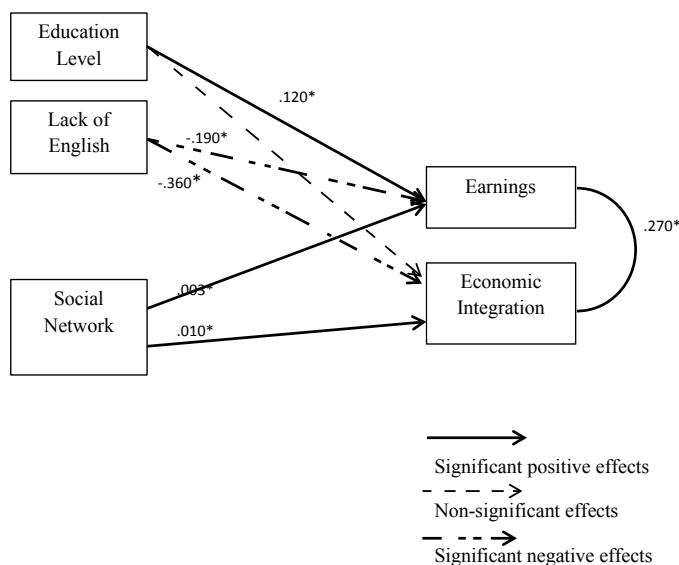 Education
Level
.120*
Lack of
English
-.190*
-.360*
Earnings
.270*
Economic
Integration
Social
Network
.003*
.010*
Significant positive effects
Non-significant effects
Significant negative effects